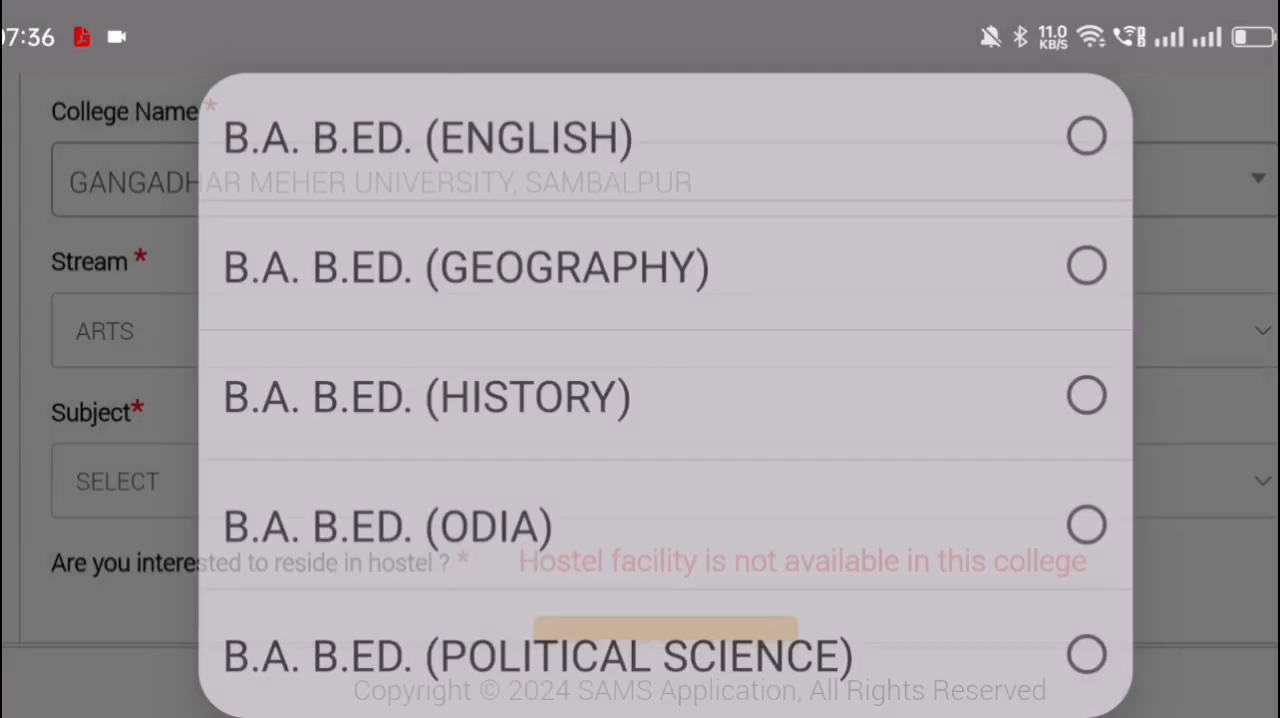 07:36 11.0 KB/S
College Name *
GANGADHAR MEHER UNIVERSITY, SAMBALPUR
Stream *
ARTS
Subject*
SELECT
Are you interested to reside in hostel ? * Hostel facility is not available in this college
B.A. B.ED. (ENGLISH)
B.A. B.ED. (GEOGRAPHY)
B.A. B.ED. (HISTORY)
B.A. B.ED. (ODIA)
B.A. B.ED. (POLITICAL SCIENCE)
Copyright © 2024 SAMS Application, All Rights Reserved